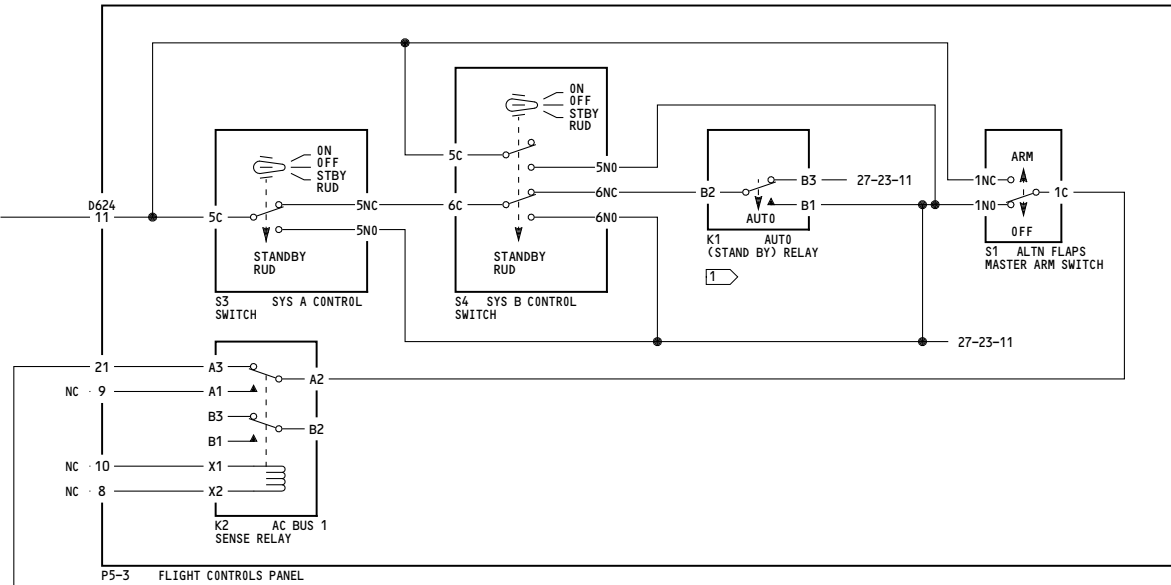 ON
OFF
STBY
RUD
ON
OFF
STBY
RUD
5C
5NO
ARM
D624
11
5C
5NC
6C
6NC
B2
B3
27-23-11
1NC
1C
5NO
6NO
AUTO
B1
1NO
OFF
STANDBY
RUD
STANDBY
RUD
K1 AUTO
(STAND BY) RELAY
1
S1 ALTN FLAPS
MASTER ARM SWITCH
S3 SYS A CONTROL
SWITCH
S4 SYS B CONTROL
SWITCH
27-23-11
21
A3
A2
NC 9
A1
B3
B2
B1
NC 10
X1
NC 8
X2
K2 AC BUS 1
SENSE RELAY
P5-3 FLIGHT CONTROLS PANEL